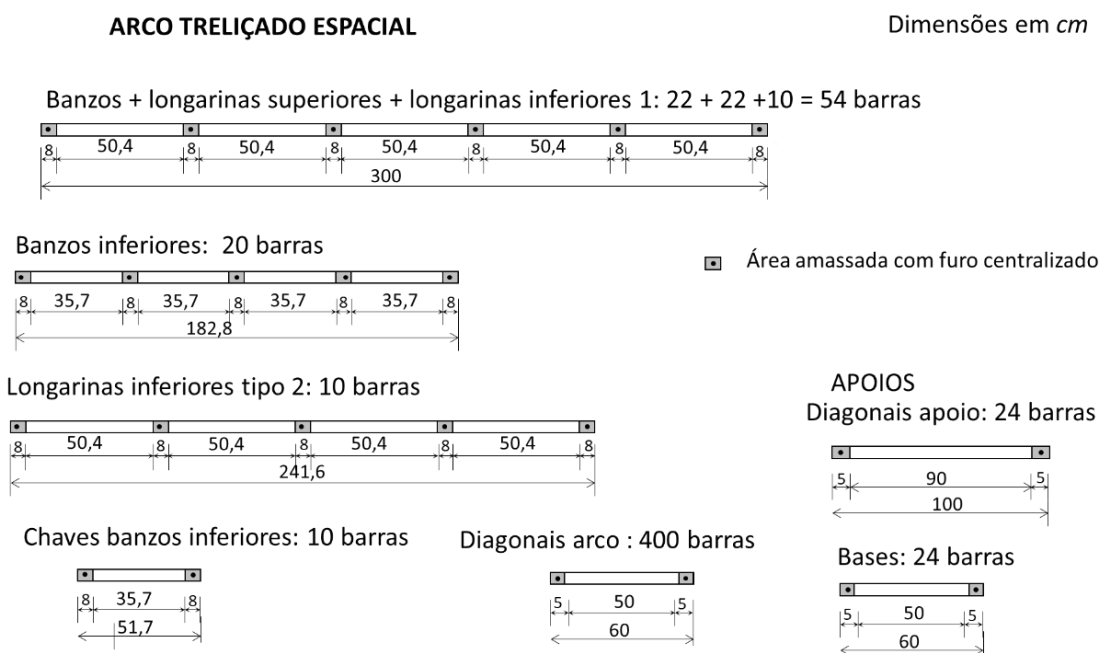 ARCO TRELIÇADO ESPACIAL
Dimensões em cm
Banzos + longarinas superiores + longarinas inferiores 1: 22 + 22 +10 = 54 barras
8 50,4 8 50,4 8 50,4 8 50,4 8 50,4 8
300
Banzos inferiores: 20 barras
Área amassada com furo centralizado
8 35,7 8 35,7 8 35,7 8 35,7 8
182,8
Longarinas inferiores tipo 2: 10 barras
8 50,4 8 50,4 8 50,4 8 50,4 8
241,6
APOIOS
Diagonais apoio: 24 barras
5 90 5
100
Chaves banzos inferiores: 10 barras
8 35,7 8
51,7
Diagonais arco : 400 barras
5 50 5
60
Bases: 24 barras
5 50 5
60